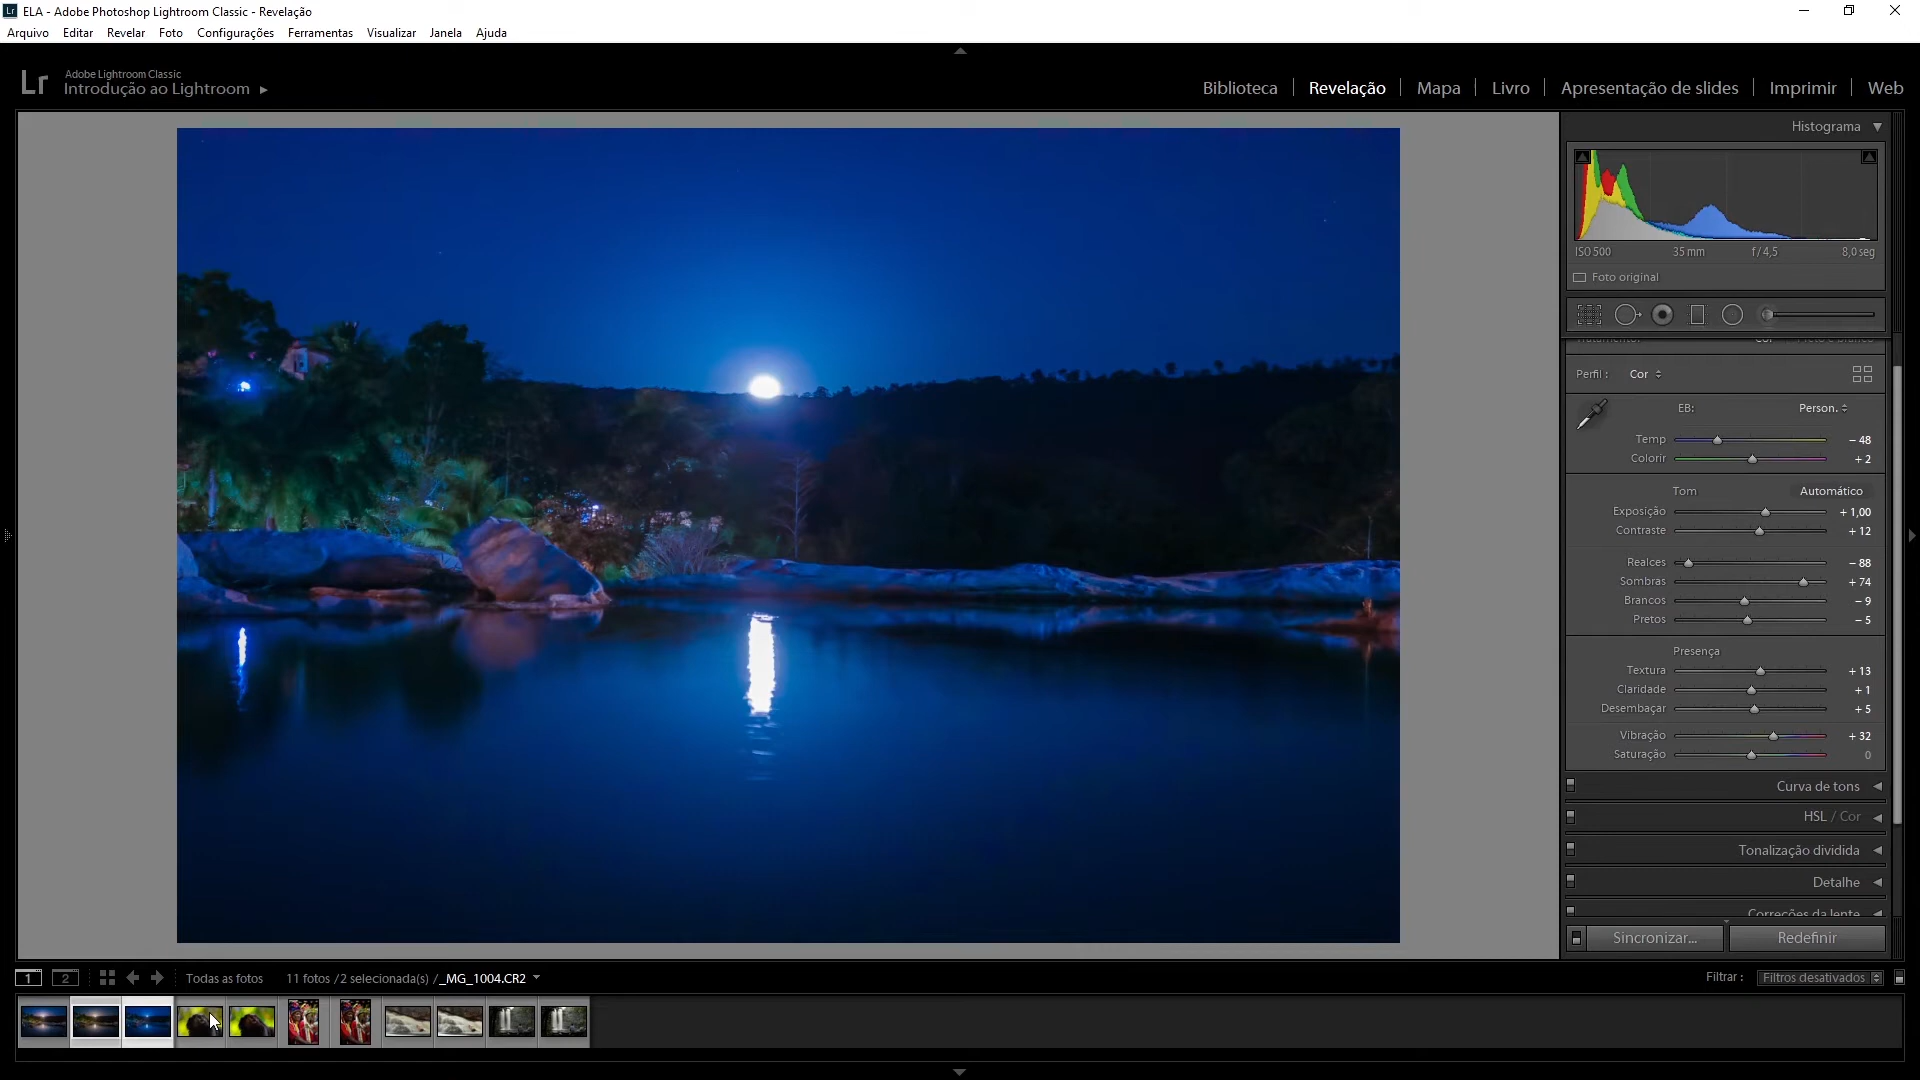 ELA - Adobe Photoshop Lightroom Classic - Revelação
Arquivo Editar Revelar Foto Configurações Ferramentas Visualizar Janela Ajuda
Lr
Adobe Lightroom Classic
Introdução ao Lightroom
Biblioteca Revelação Mapa Livro Apresentação de slides Imprimir Web
Histograma
ISO 500 35 mm f / 4,5 8,0 seg
Foto original
Perfil : Cor
EB: Person.
Temp - 48
Colorir + 2
Tom Automático
Exposição + 1,00
Contraste + 12
Realces - 88
Sombras + 74
Brancos - 9
Pretos - 5
Presença
Textura + 13
Claridade + 1
Desembaçar + 5
Vibração + 32
Saturação 0
Curva de tons
HSL / Cor
Tonalização dividida
Detalhe
Correções da lente
Sincronizar... Redefinir
1 2 Todas as fotos 11 fotos /2 selecionada(s) /_MG_1004.CR2 Filtrar : Filtros desativados